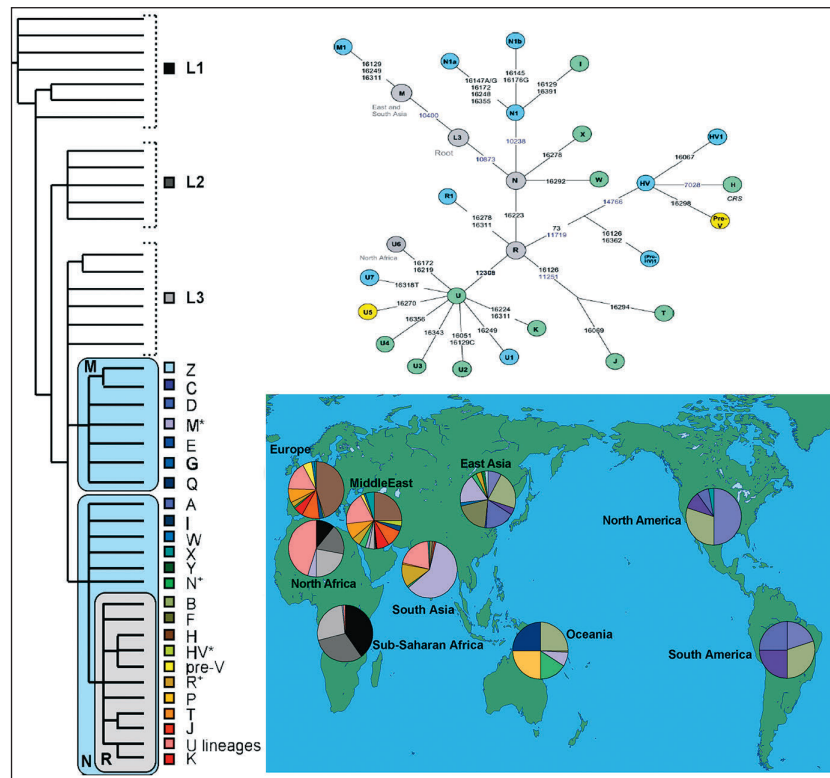 L1
L2
L3
M
Z
C
D
M*
E
G
Q
A
I
W
X
Y
N+
B
F
H
HV*
pre-V
R+
P
T
J
U lineages
K
N
R
M1
16129
16249
16311
M
East and
South Asia
10400
L3
Root
10873
N1a
N1b
I
16147A/G
16172
16248
16355
16145
16176G
16129
16391
N1
10238
X
16278
N
16292
W
16223
R1
16278
16311
R
73
11719
14766
HV
16067
HV1
7028
H
CRS
16298
Pre-
V
16126
16362
(Pre-
HV)1
U6
North Africa
16172
16219
12308
16126
11251
U7
16318T
U5
16270
U
16356
U4
16343
U3
16051
16129C
U2
16249
U1
16224
16311
K
16294
T
16069
J
Europe
MiddleEast
East Asia
North America
North Africa
South Asia
Sub-Saharan Africa
Oceania
South America